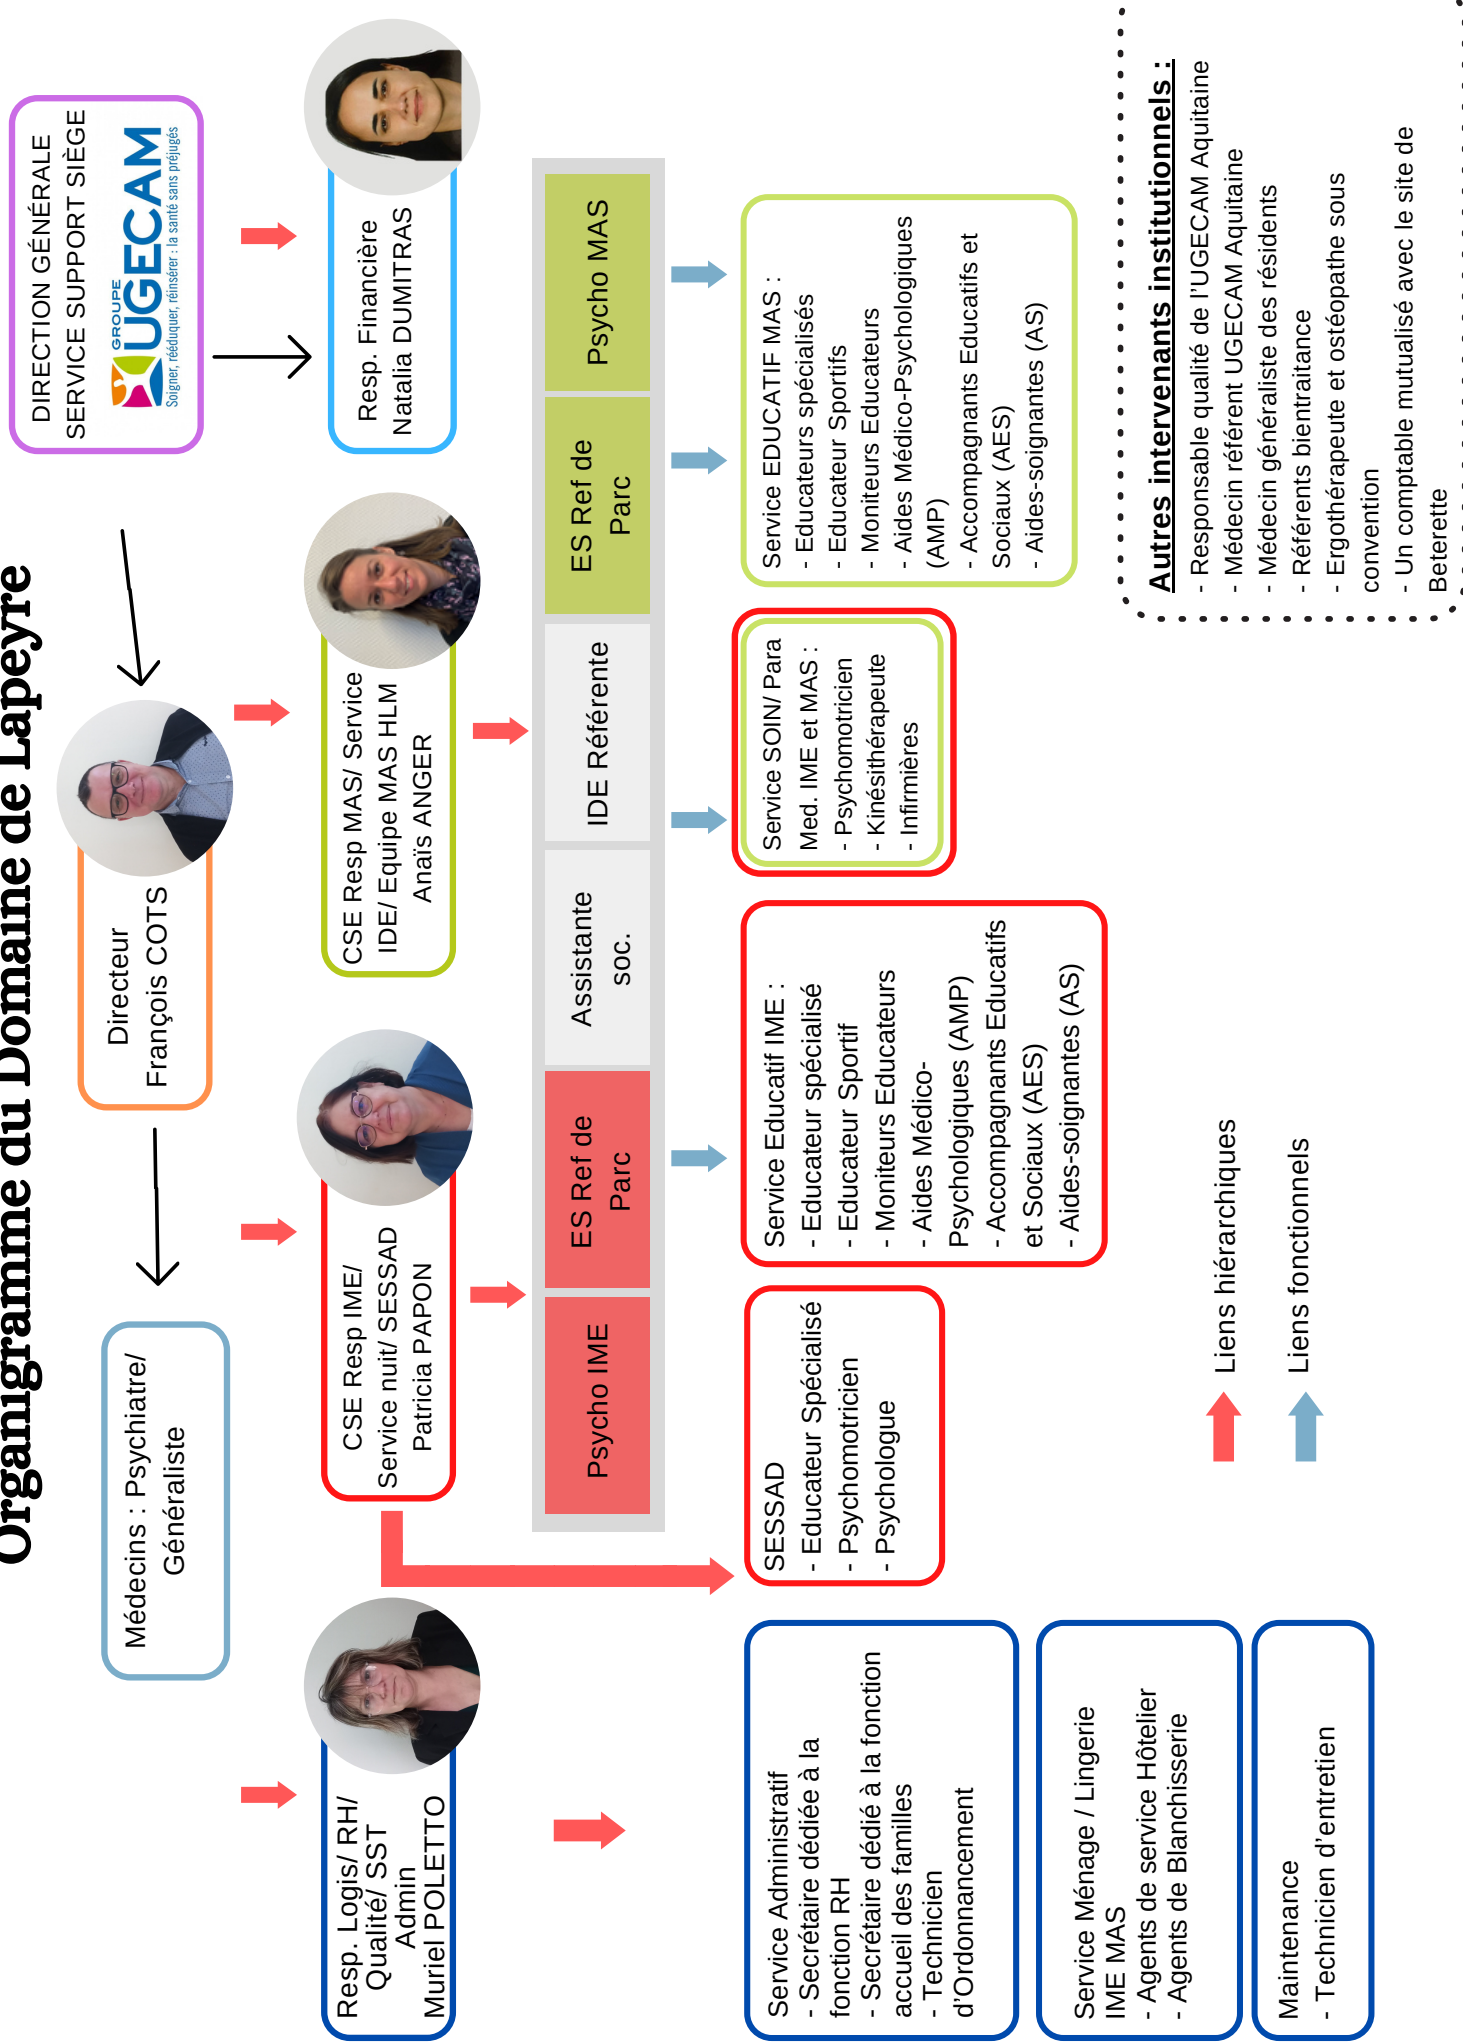 Organigramme du Domaine de Lapeyre
DIRECTION GÉNÉRALE
SERVICE SUPPORT SIÈGE
GROUPE
UGECAM
Soigner, rééduquer, réinsérer : la santé sans préjugés
Directeur
François COTS
Médecins : Psychiatre/
Généraliste
Resp. Logis/ RH/
Qualité/ SST
Admin
Muriel POLETTO
CSE Resp IME/
Service nuit/ SESSAD
Patricia PAPON
CSE Resp MAS/ Service
IDE/ Equipe MAS HLM
Anaïs ANGER
Resp. Financière
Natalia DUMITRAS
Psycho IME
ES Ref de
Parc
Assistante
soc.
IDE Référente
ES Ref de
Parc
Psycho MAS
Service Administratif
- Secrétaire dédiée à la
fonction RH
- Secrétaire dédié à la fonction
accueil des familles
- Technicien
d'Ordonnancement
Service Ménage / Lingerie
IME MAS
- Agents de service Hôtelier
- Agents de Blanchisserie
Maintenance
- Technicien d'entretien
SESSAD
- Educateur Spécialisé
- Psychomotricien
- Psychologue
Service Educatif IME :
- Educateur spécialisé
- Educateur Sportif
- Moniteurs Educateurs
- Aides Médico-
Psychologiques (AMP)
- Accompagnants Educatifs
et Sociaux (AES)
- Aides-soignantes (AS)
Service SOIN/ Para
Med. IME et MAS :
- Psychomotricien
- Kinésithérapeute
- Infirmières
Service EDUCATIF MAS :
- Educateurs spécialisés
- Educateur Sportifs
- Moniteurs Educateurs
- Aides Médico-Psychologiques
(AMP)
- Accompagnants Educatifs et
Sociaux (AES)
- Aides-soignantes (AS)
Liens hiérarchiques
Liens fonctionnels
Autres intervenants institutionnels :
- Responsable qualité de l'UGECAM Aquitaine
- Médecin référent UGECAM Aquitaine
- Médecin généraliste des résidents
- Référents bientraitance
- Ergothérapeute et ostéopathe sous
convention
- Un comptable mutualisé avec le site de
Beterette